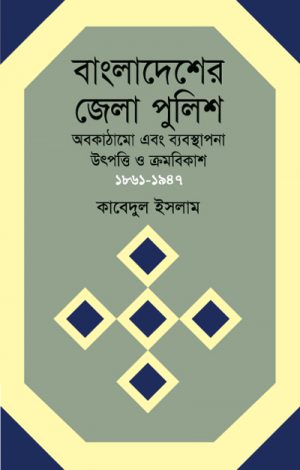 বাংলাদেশের
জেলা পুলিশ
অবকাঠামো এবং ব্যবস্থাপনা
উৎপত্তি ও ক্রমবিকাশ
১৮৬১-১৯৪৭
কাবেদুল ইসলাম